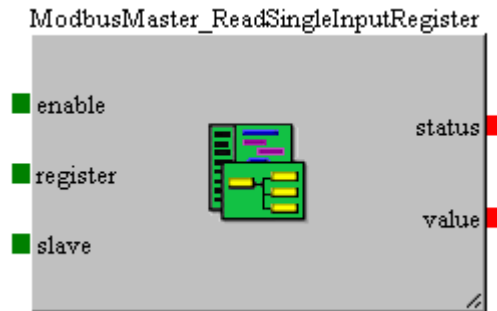 ModbusMaster_ReadSingleInputRegister
enable
status
register
value
slave